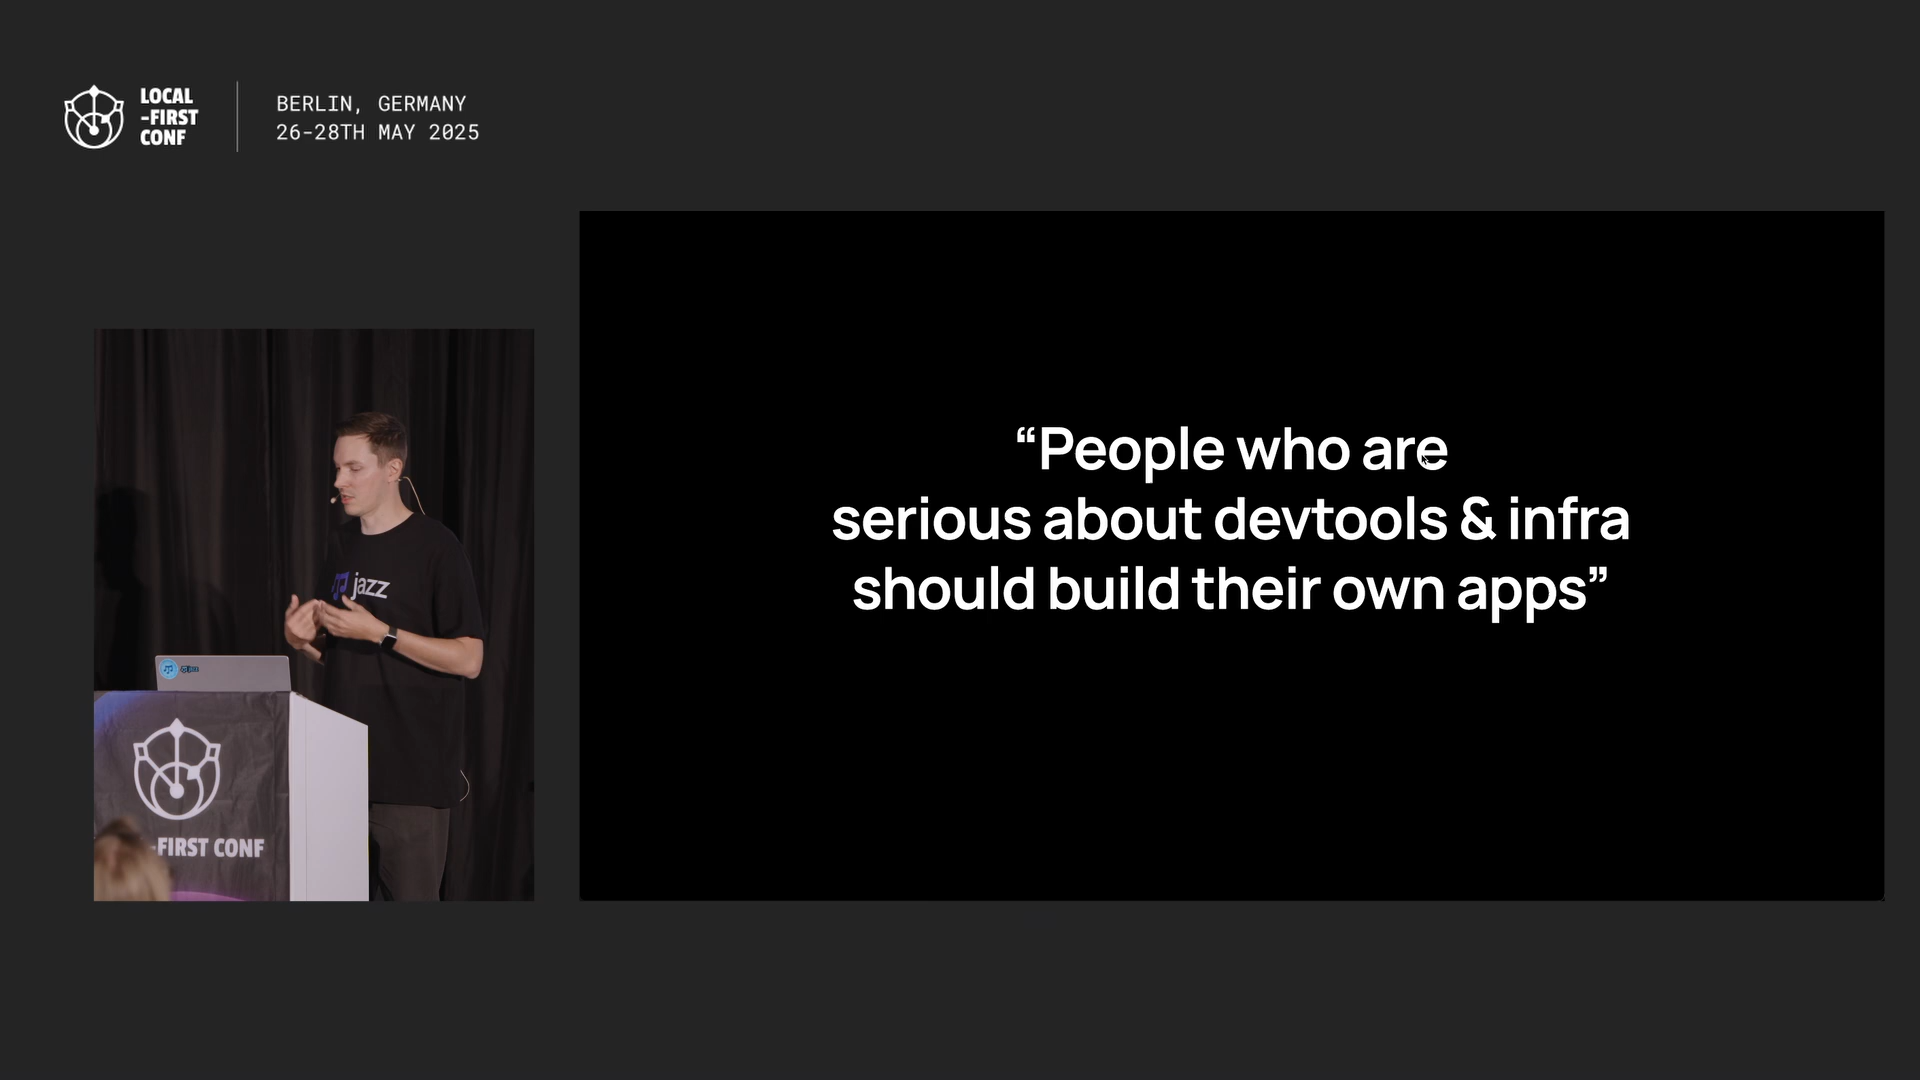 LOCAL
-FIRST
CONF
BERLIN, GERMANY
26-28TH MAY 2025
“People who are
serious about devtools & infra
should build their own apps”
jazz
-FIRST CONF